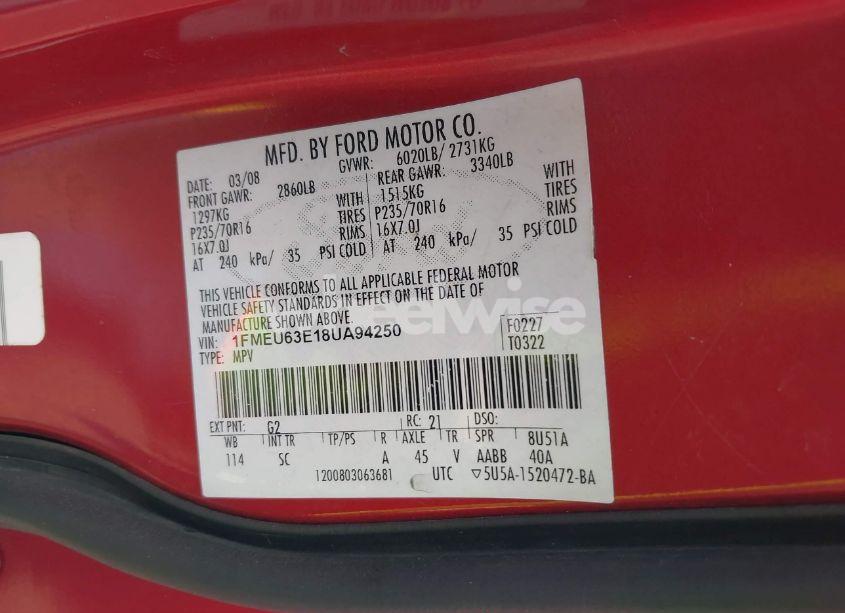 MFD. BY FORD MOTOR CO.
DATE: 03/08 GVWR: 6020LB/ 2731KG
FRONT GAWR: 2860LB REAR GAWR: 3340LB
1297KG WITH 1515KG WITH
P235/70R16 TIRES P235/70R16 TIRES
16X7.0J RIMS 16X7.0J RIMS
AT 240 kPa/ 35 PSI COLD AT 240 kPa/ 35 PSI COLD
THIS VEHICLE CONFORMS TO ALL APPLICABLE FEDERAL MOTOR
VEHICLE SAFETY STANDARDS IN EFFECT ON THE DATE OF
MANUFACTURE SHOWN ABOVE.
VIN: 1FMEU63E18UA94250 F0227
TYPE: MPV T0322
EXT PNT: G2 RC: 21 DSO:
WB INT TR TP/PS R AXLE TR SPR 8U51A
114 SC A 45 V AABB 40A
1200803063681 UTC ▽5U5A-1520472-BA